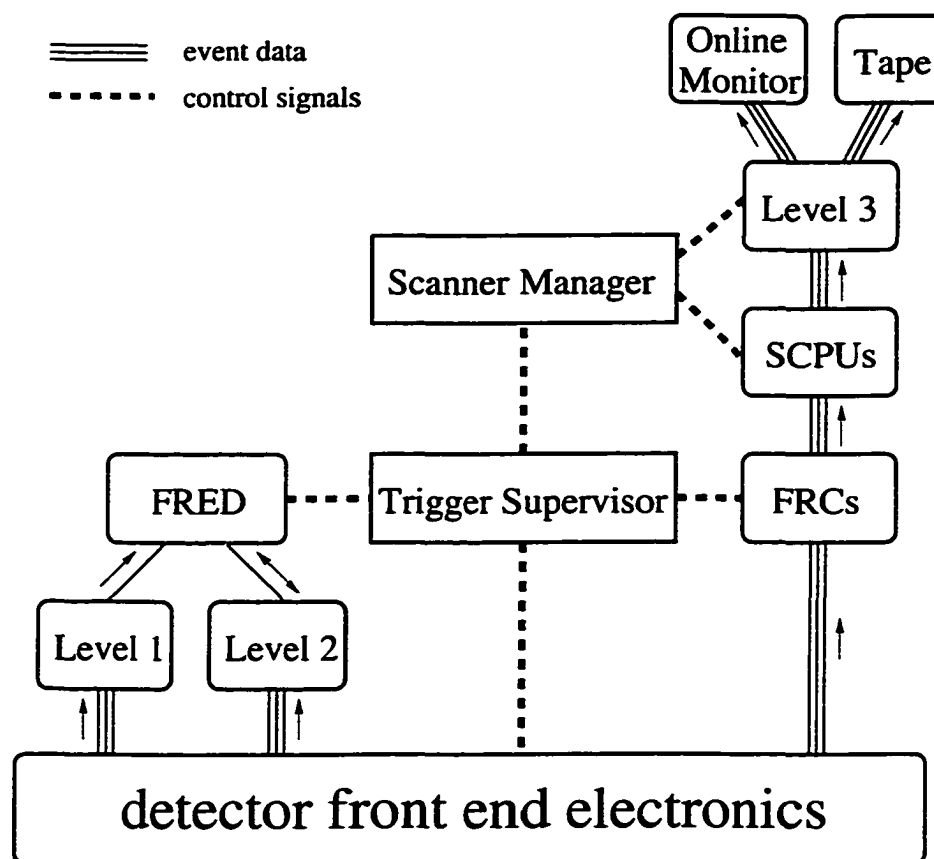 event data
control signals
Online
Monitor
Tape
Level 3
Scanner Manager
SCPUs
FRED
Trigger Supervisor
FRCs
Level 1
Level 2
detector front end electronics